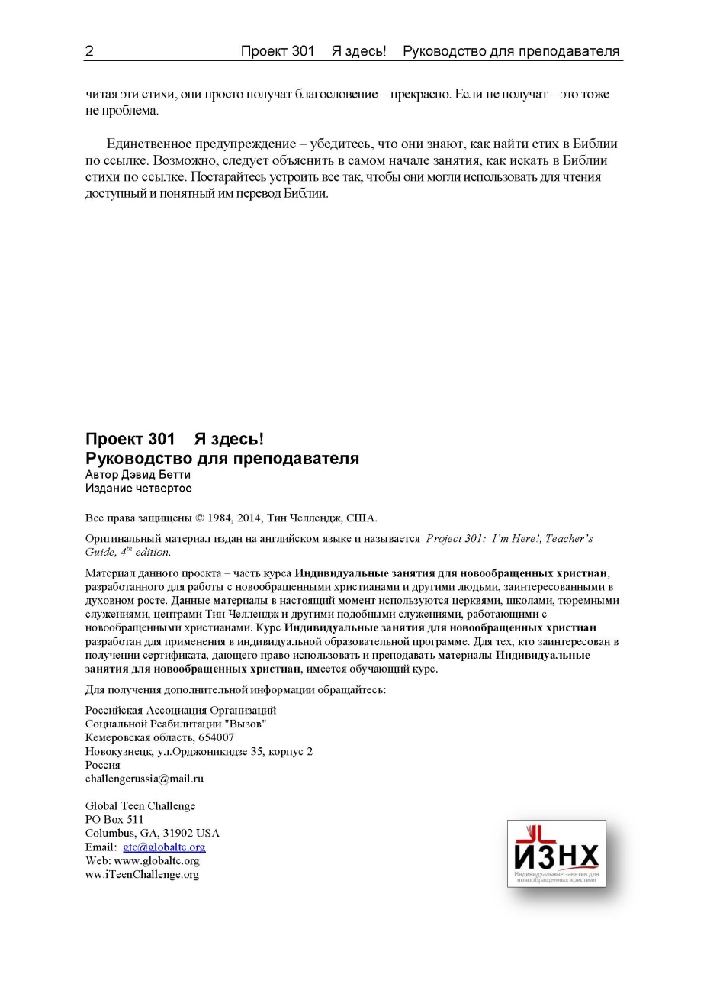 2 Проект 301 Я здесь! Руководство для преподавателя
читая эти стихи, они просто получат благословение – прекрасно. Если не получат – это тоже
не проблема.
Единственное предупреждение – убедитесь, что они знают, как найти стих в Библии
по ссылке. Возможно, следует объяснить в самом начале занятия, как искать в Библии
стихи по ссылке. Постарайтесь устроить все так, чтобы они могли использовать для чтения
доступный и понятный им перевод Библии.
Проект 301 Я здесь!
Руководство для преподавателя
Автор Дэвид Бетти
Издание четвертое
Все права защищены © 1984, 2014, Тин Челлендж, США.
Оригинальный материал издан на английском языке и называется Project 301: I’m Here!, Teacher’s
Guide, 4th edition.
Материал данного проекта – часть курса Индивидуальные занятия для новообращенных христиан,
разработанного для работы с новообращенными христианами и другими людьми, заинтересованными в
духовном росте. Данные материалы в настоящий момент используются церквями, школами, тюремными
служениями, центрами Тин Челлендж и другими подобными служениями, работающими с
новообращенными христианами. Курс Индивидуальные занятия для новообращенных христиан
разработан для применения в индивидуальной образовательной программе. Для тех, кто заинтересован в
получении сертификата, дающего право использовать и преподавать материалы Индивидуальные
занятия для новообращенных христиан, имеется обучающий курс.
Для получения дополнительной информации обращайтесь:
Российская Ассоциация Организаций
Социальной Реабилитации "Вызов"
Кемеровская область, 654007
Новокузнецк, ул.Орджоникидзе 35, корпус 2
Россия
challengerussia@mail.ru
Global Teen Challenge
PO Box 511
Columbus, GA, 31902 USA
Email: gtc@globaltc.org
Web: www.globaltc.org
ww.iTeenChallenge.org
ИЗНХ
Индивидуальные занятия для
новообращенных христиан